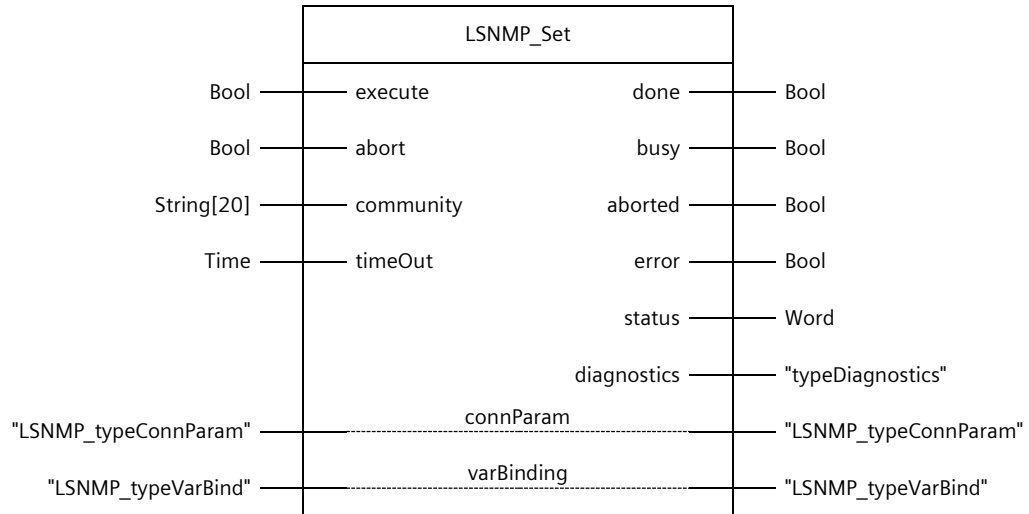 LSNMP_Set
Bool execute done Bool
Bool abort busy Bool
String[20] community aborted Bool
Time timeOut error Bool
status Word
diagnostics "typeDiagnostics"
"LSNMP_typeConnParam" connParam "LSNMP_typeConnParam"
"LSNMP_typeVarBind" varBinding "LSNMP_typeVarBind"